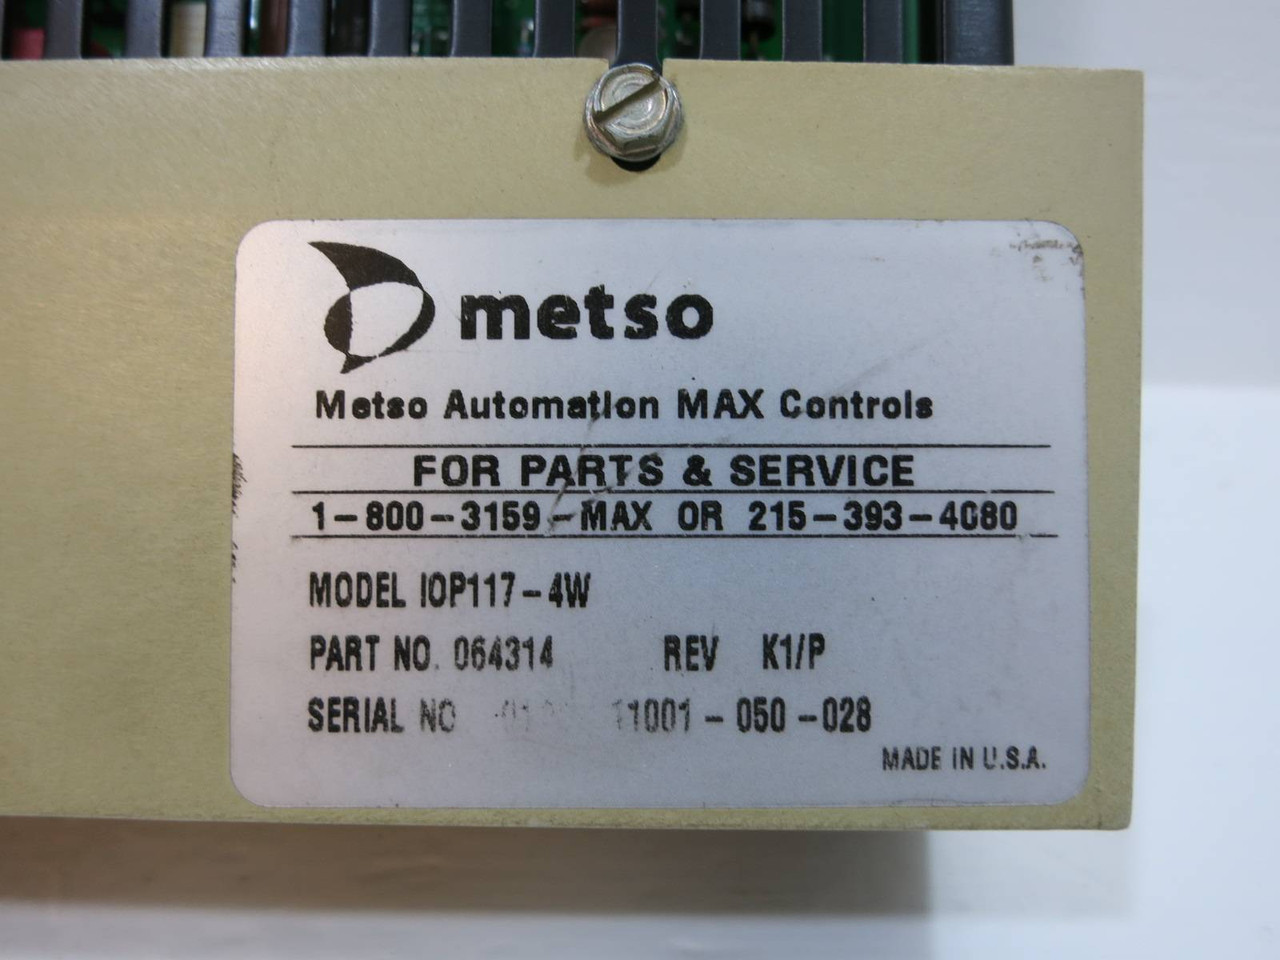 metso
Metso Automation MAX Controls
FOR PARTS & SERVICE
1-800-3159-MAX OR 215-393-4080
MODEL IOP117-4W
PART NO. 064314 REV K1/P
SERIAL NO 11001-050-028
MADE IN U.S.A.